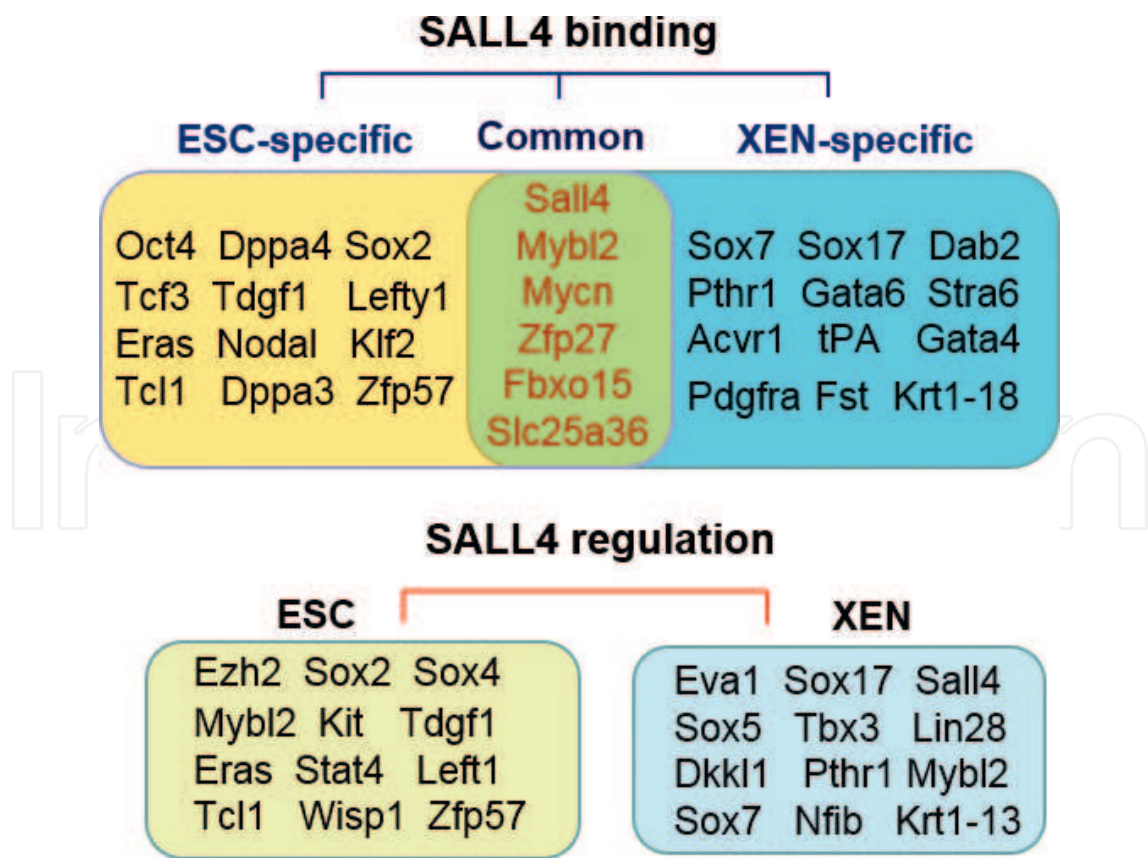 SALL4 binding
ESC-specific Common XEN-specific
Oct4 Dppa4 Sox2
Tcf3 Tdgf1 Lefty1
Eras Nodal Klf2
Tcl1 Dppa3 Zfp57
Sall4
Mybl2
Mycn
Zfp27
Fbxo15
Slc25a36
Sox7 Sox17 Dab2
Pthr1 Gata6 Stra6
Acvr1 tPA Gata4
Pdgfra Fst Krt1-18
SALL4 regulation
ESC XEN
Ezh2 Sox2 Sox4
Mybl2 Kit Tdgf1
Eras Stat4 Left1
Tcl1 Wisp1 Zfp57
Eva1 Sox17 Sall4
Sox5 Tbx3 Lin28
Dkkl1 Pthr1 Mybl2
Sox7 Nfib Krt1-13